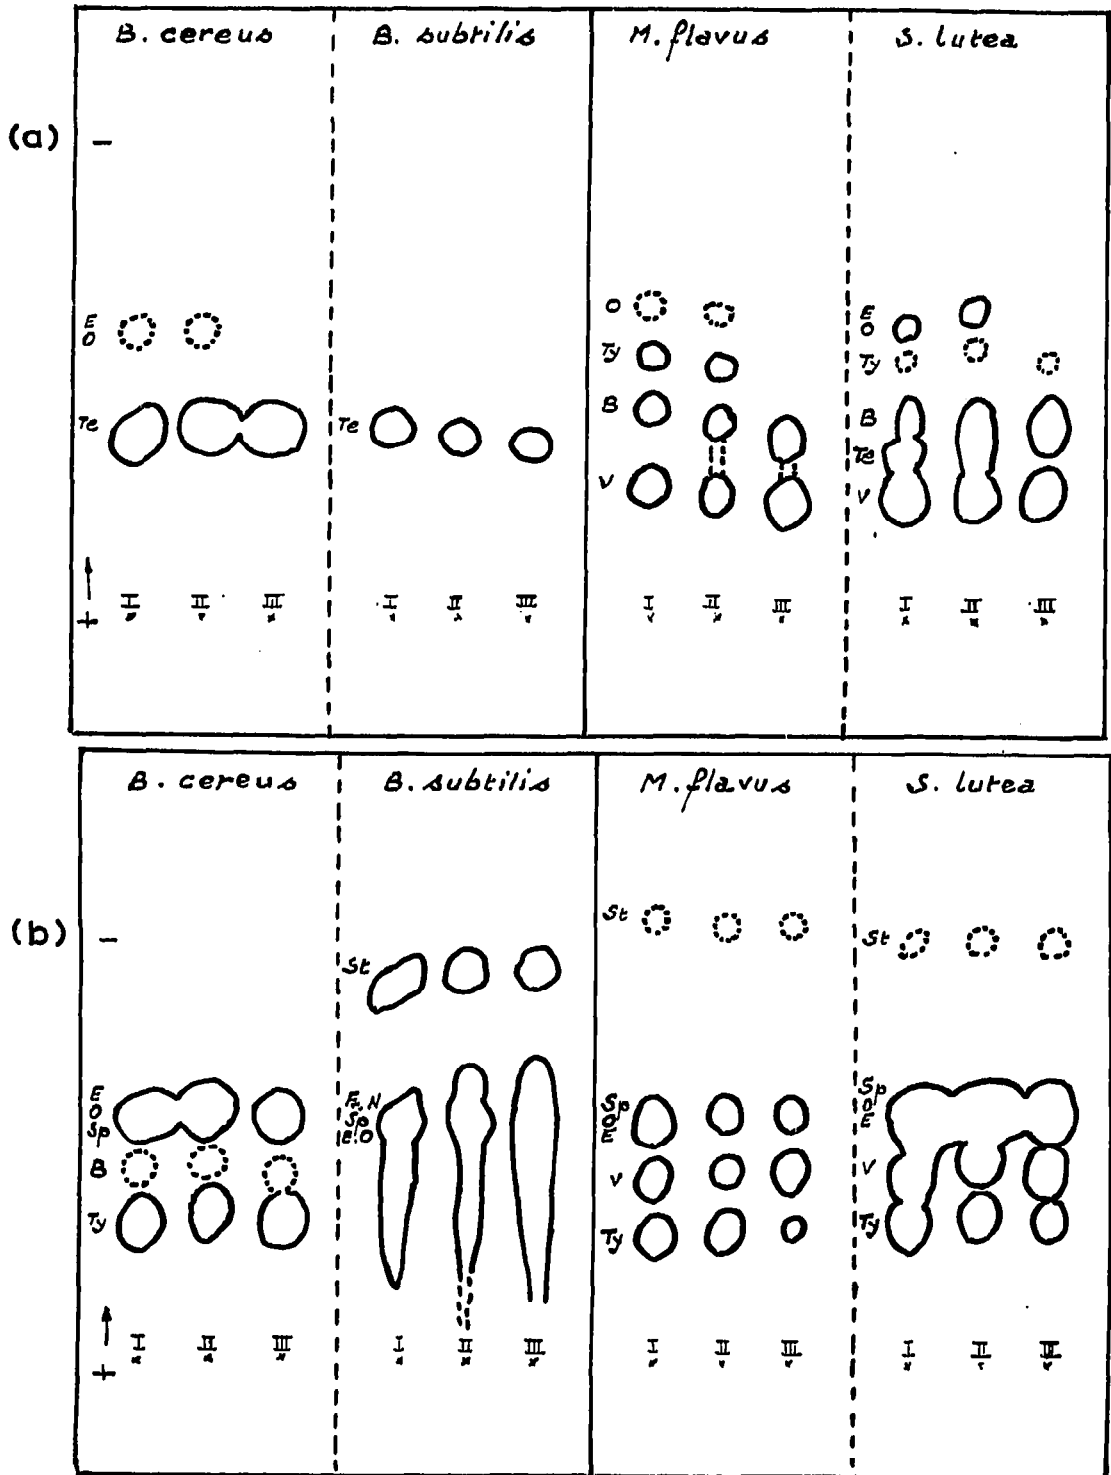 B. cereus B. subtilis M. flavus S. lutea
(a)
−
E
O
Te
Te
O
Ty
B
V
E
O
Ty
B
Te
V
+
I II III I II III I II III I II III
x x x x x x x x x x x x
B. cereus B. subtilis M. flavus S. lutea
(b)
−
E
O
Sp
B
Ty
St
Sp
E.O
St
Sp
O
E
V
Ty
St
Sp
O
E
V
Ty
+
I II III I II III I II III I II III
x x x x x x x x x x x x